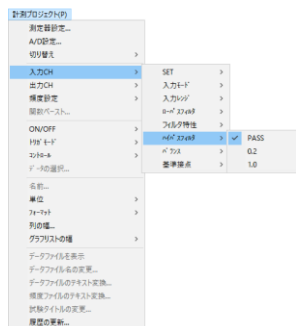 計測プロジェクト(P)
測定器設定...
A/D設定...
切り替え
入力CH
出力CH
頻度設定
関数ペースト...
ON/OFF
ﾄﾘｶﾞ ﾓｰﾄﾞ
ｺﾝﾄﾛｰﾙ
ﾃﾞｰﾀの選択...
名前...
単位
ﾌｫｰﾏｯﾄ
列の幅...
グラフリストの幅
データファイルを表示
データファイル名の変更...
データファイルのテキスト変換...
頻度ファイルのテキスト変換...
試験タイトルの変更...
履歴の更新...
SET
入力ﾓｰﾄﾞ
入力ﾚﾝｼﾞ
ﾛｰﾊﾟｽﾌｨﾙﾀ
フィルタ特性
ﾊｲﾊﾟｽﾌｨﾙﾀ
ﾊﾞﾗﾝｽ
基準接点
PASS
0.2
1.0